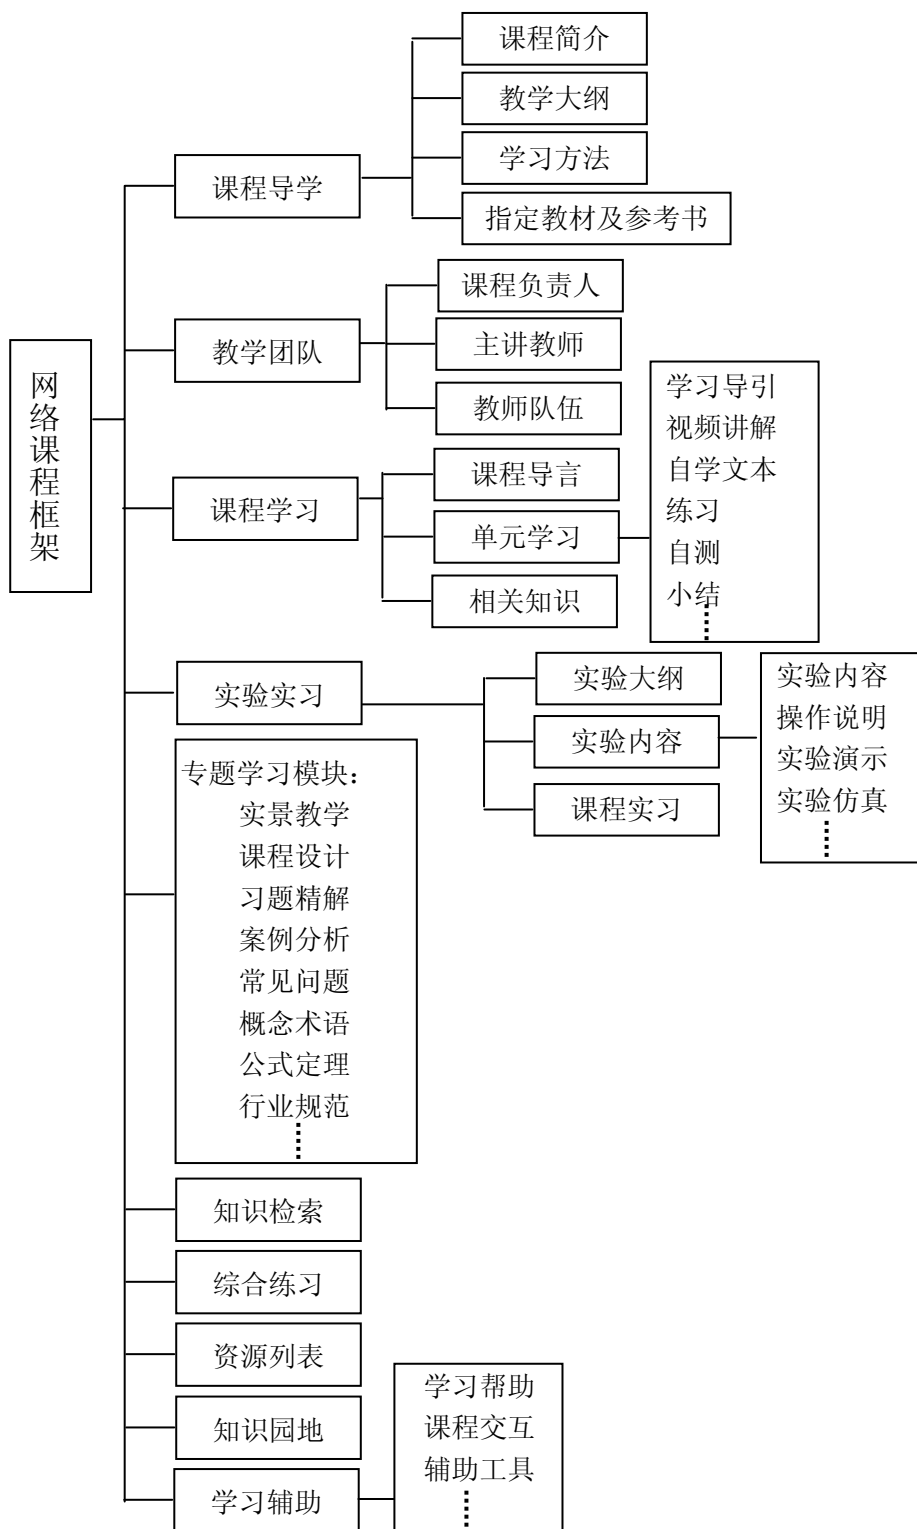 网络课程框架
课程导学
课程简介
教学大纲
学习方法
指定教材及参考书
教学团队
课程负责人
主讲教师
教师队伍
课程学习
课程导言
单元学习
相关知识
学习导引
视频讲解
自学文本
练习
自测
小结
实验实习
实验大纲
实验内容
课程实习
实验内容
操作说明
实验演示
实验仿真
专题学习模块：
实景教学
课程设计
习题精解
案例分析
常见问题
概念术语
公式定理
行业规范
知识检索
综合练习
资源列表
知识园地
学习辅助
学习帮助
课程交互
辅助工具